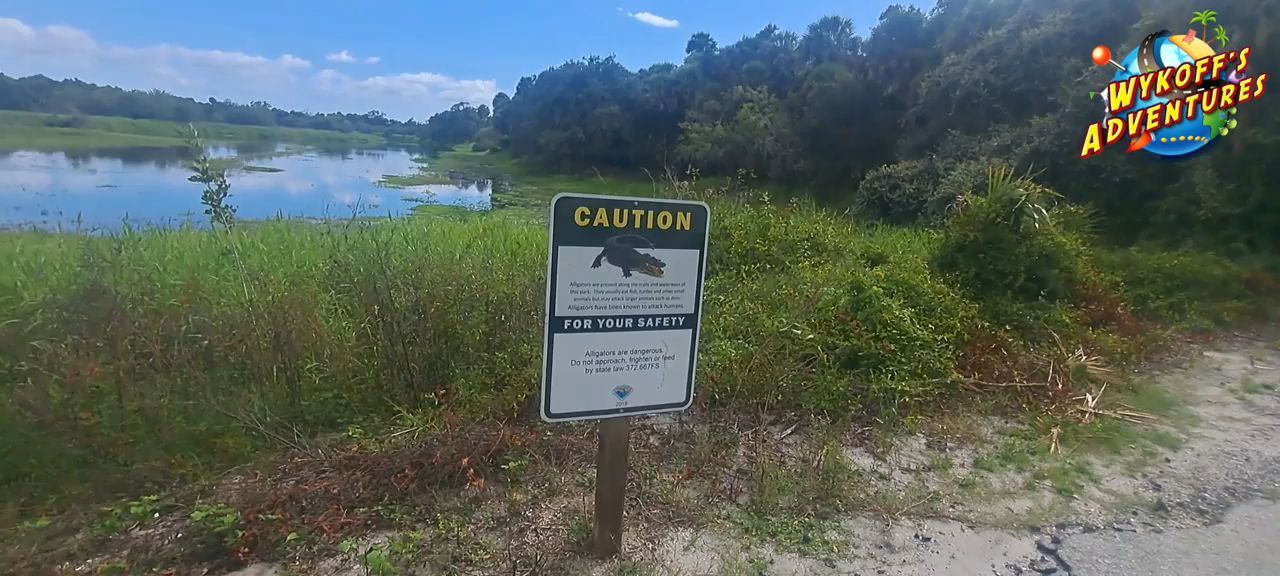 WYKOFF'S
ADVENTURES
CAUTION
Alligators are present along the trails and waterways of
this park. They usually eat fish, turtles and other small
animals but may attack larger animals such as deer.
Alligators have been known to attack humans.
FOR YOUR SAFETY
Alligators are dangerous.
Do not approach, frighten or feed
by state law 372.667FS
2018